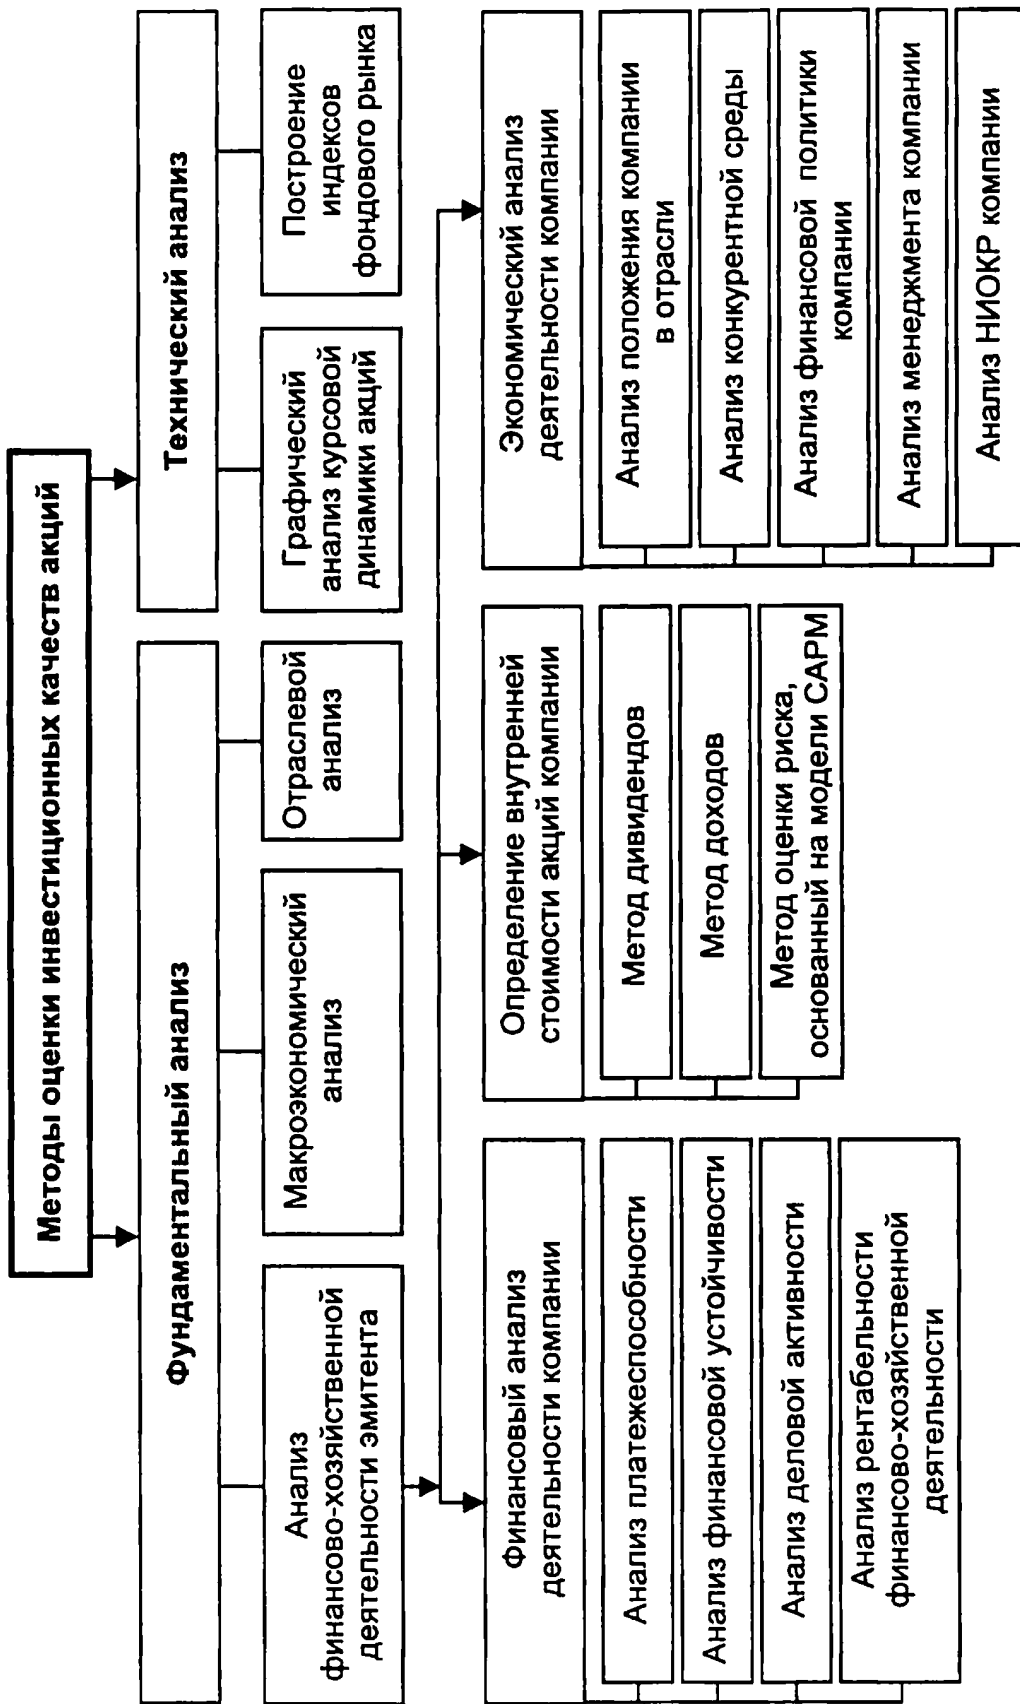 Методы оценки инвестиционных качеств акций
Фундаментальный анализ
Технический анализ
Анализ
финансово-хозяйственной
деятельности эмитента
Макроэкономический
анализ
Отраслевой
анализ
Графический
анализ курсовой
динамики акций
Построение
индексов
фондового рынка
Финансовый анализ
деятельности компании
Анализ платежеспособности
Анализ финансовой устойчивости
Анализ деловой активности
Анализ рентабельности
финансово-хозяйственной
деятельности
Определение внутренней
стоимости акций компании
Метод дивидендов
Метод доходов
Метод оценки риска,
основанный на модели САРМ
Экономический анализ
деятельности компании
Анализ положения компании
в отрасли
Анализ конкурентной среды
Анализ финансовой политики
компании
Анализ менеджмента компании
Анализ НИОКР компании